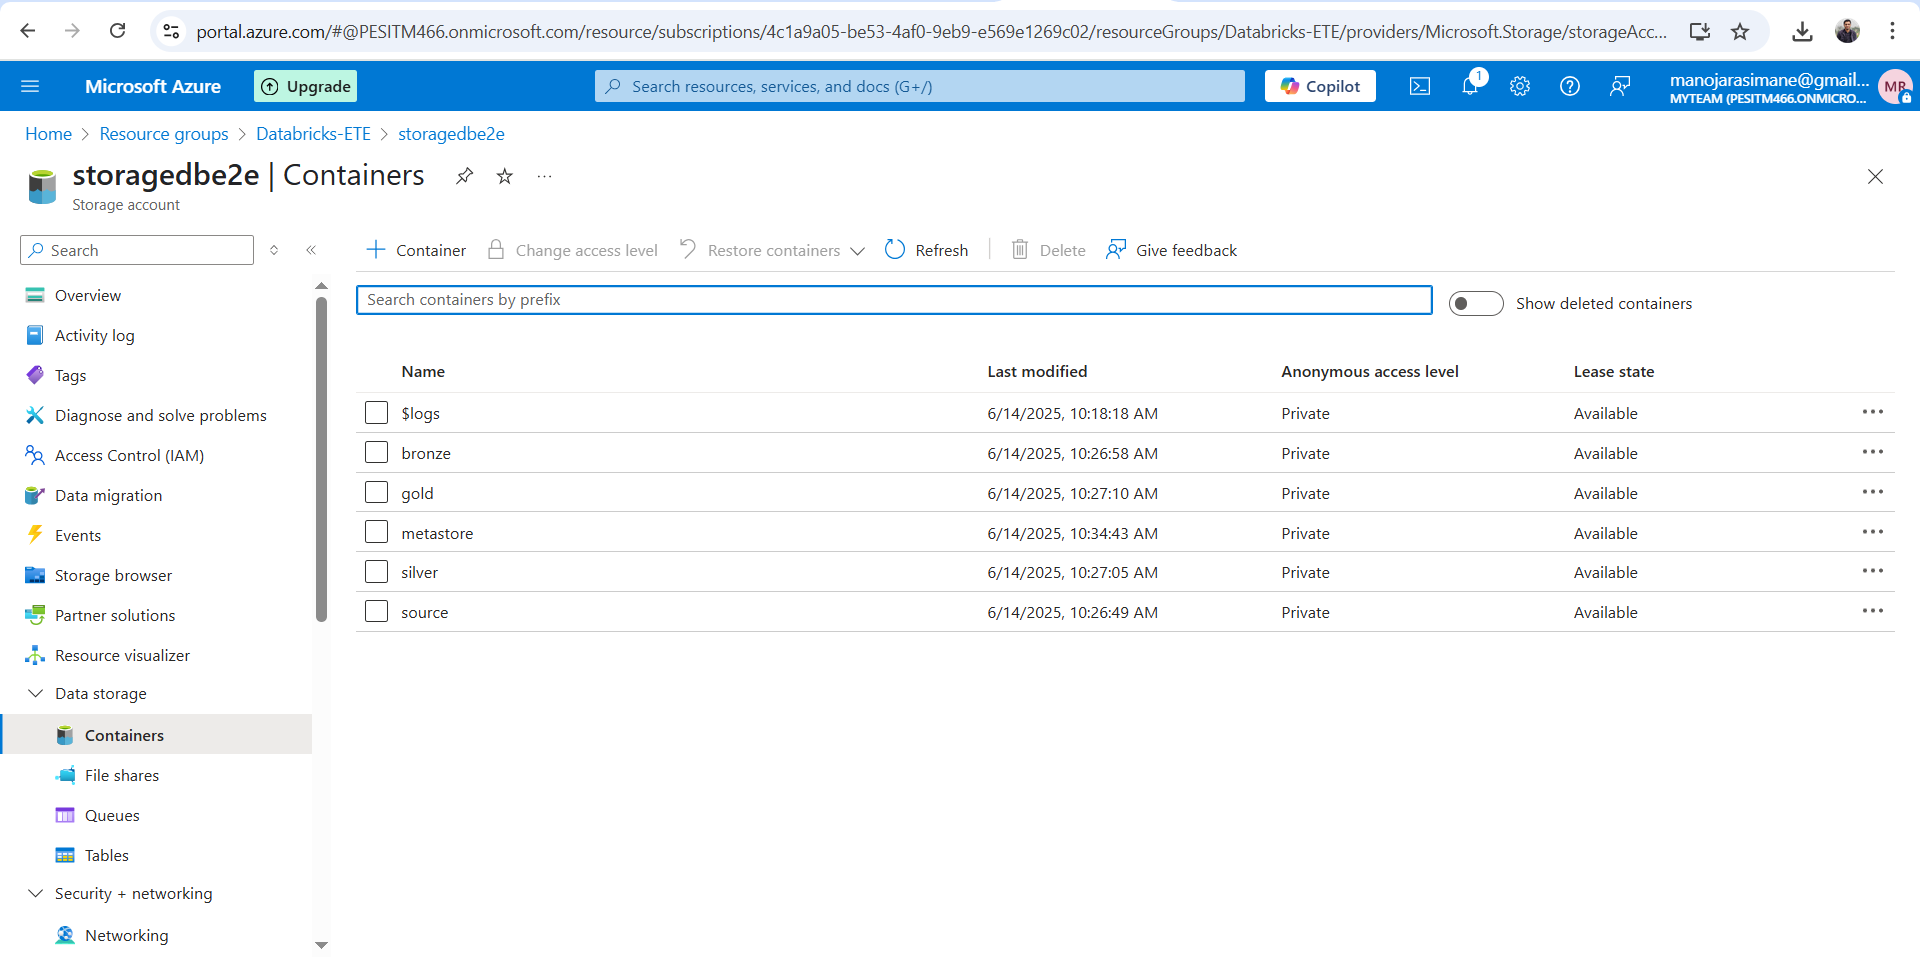 portal.azure.com/#@PESITM466.onmicrosoft.com/resource/subscriptions/4c1a9a05-be53-4af0-9eb9-e569e1269c02/resourceGroups/Databricks-ETE/providers/Microsoft.Storage/storageAcc...
Microsoft Azure
Upgrade
Search resources, services, and docs (G+/)
Copilot
1
manojarasimane@gmail....
MYTEAM (PESITM466.ONMICRO...
MR
Home > Resource groups > Databricks-ETE > storagedbe2e
storagedbe2e | Containers
Storage account
Search
Container Change access level Restore containers Refresh Delete Give feedback
Search containers by prefix
Show deleted containers
Overview
Activity log
Tags
Diagnose and solve problems
Access Control (IAM)
Data migration
Events
Storage browser
Partner solutions
Resource visualizer
Data storage
Containers
File shares
Queues
Tables
Security + networking
Networking
Name Last modified Anonymous access level Lease state
$logs 6/14/2025, 10:18:18 AM Private Available
bronze 6/14/2025, 10:26:58 AM Private Available
gold 6/14/2025, 10:27:10 AM Private Available
metastore 6/14/2025, 10:34:43 AM Private Available
silver 6/14/2025, 10:27:05 AM Private Available
source 6/14/2025, 10:26:49 AM Private Available